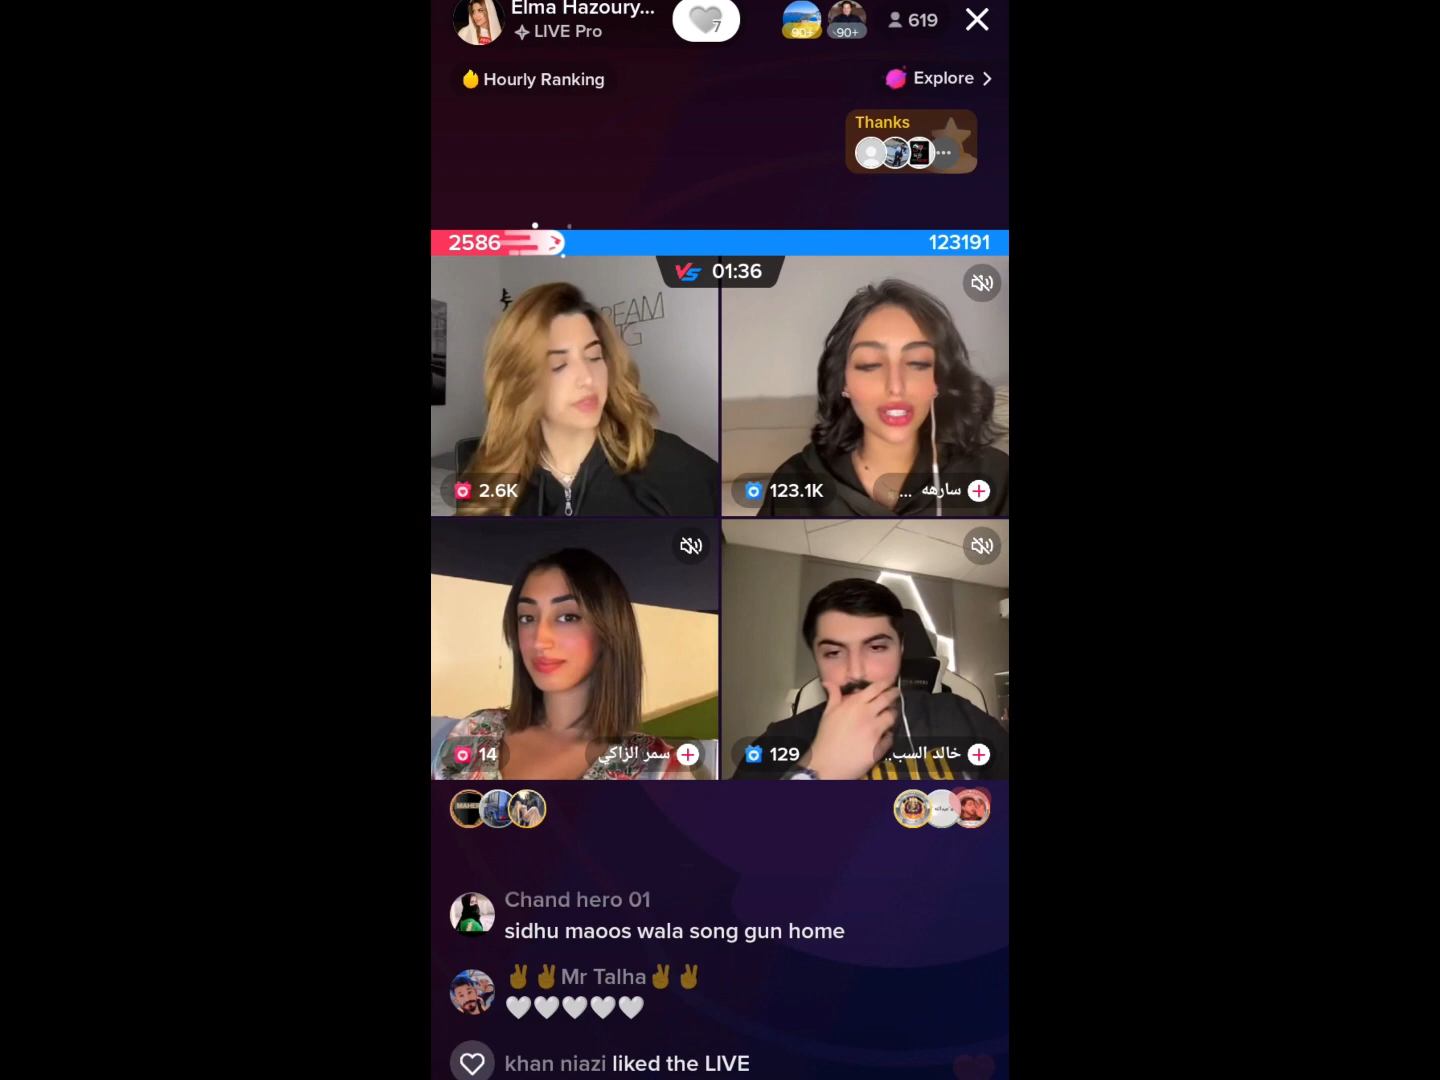 Elma Hazoury...
LIVE Pro
7
90+
90+
619
Hourly Ranking
Explore
Thanks
2586
123191
VS 01:36
2.6K
123.1K
سارهه ...
14
سمر الزاكي
129
خالد السب..
Chand hero 01
sidhu maoos wala song gun home
✌✌Mr Talha✌✌
🤍🤍🤍🤍🤍
khan niazi liked the LIVE